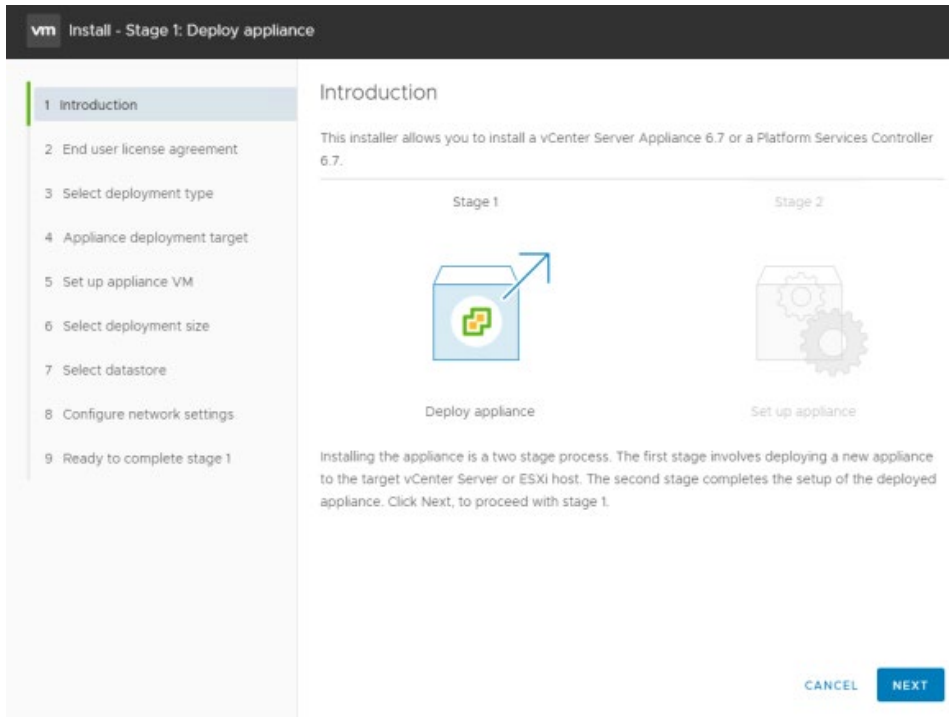 vm Install - Stage 1: Deploy appliance
1 Introduction
2 End user license agreement
3 Select deployment type
4 Appliance deployment target
5 Set up appliance VM
6 Select deployment size
7 Select datastore
8 Configure network settings
9 Ready to complete stage 1
Introduction
This installer allows you to install a vCenter Server Appliance 6.7 or a Platform Services Controller
6.7.
Stage 1
Stage 2
Deploy appliance
Set up appliance
Installing the appliance is a two stage process. The first stage involves deploying a new appliance
to the target vCenter Server or ESXi host. The second stage completes the setup of the deployed
appliance. Click Next, to proceed with stage 1.
CANCEL
NEXT